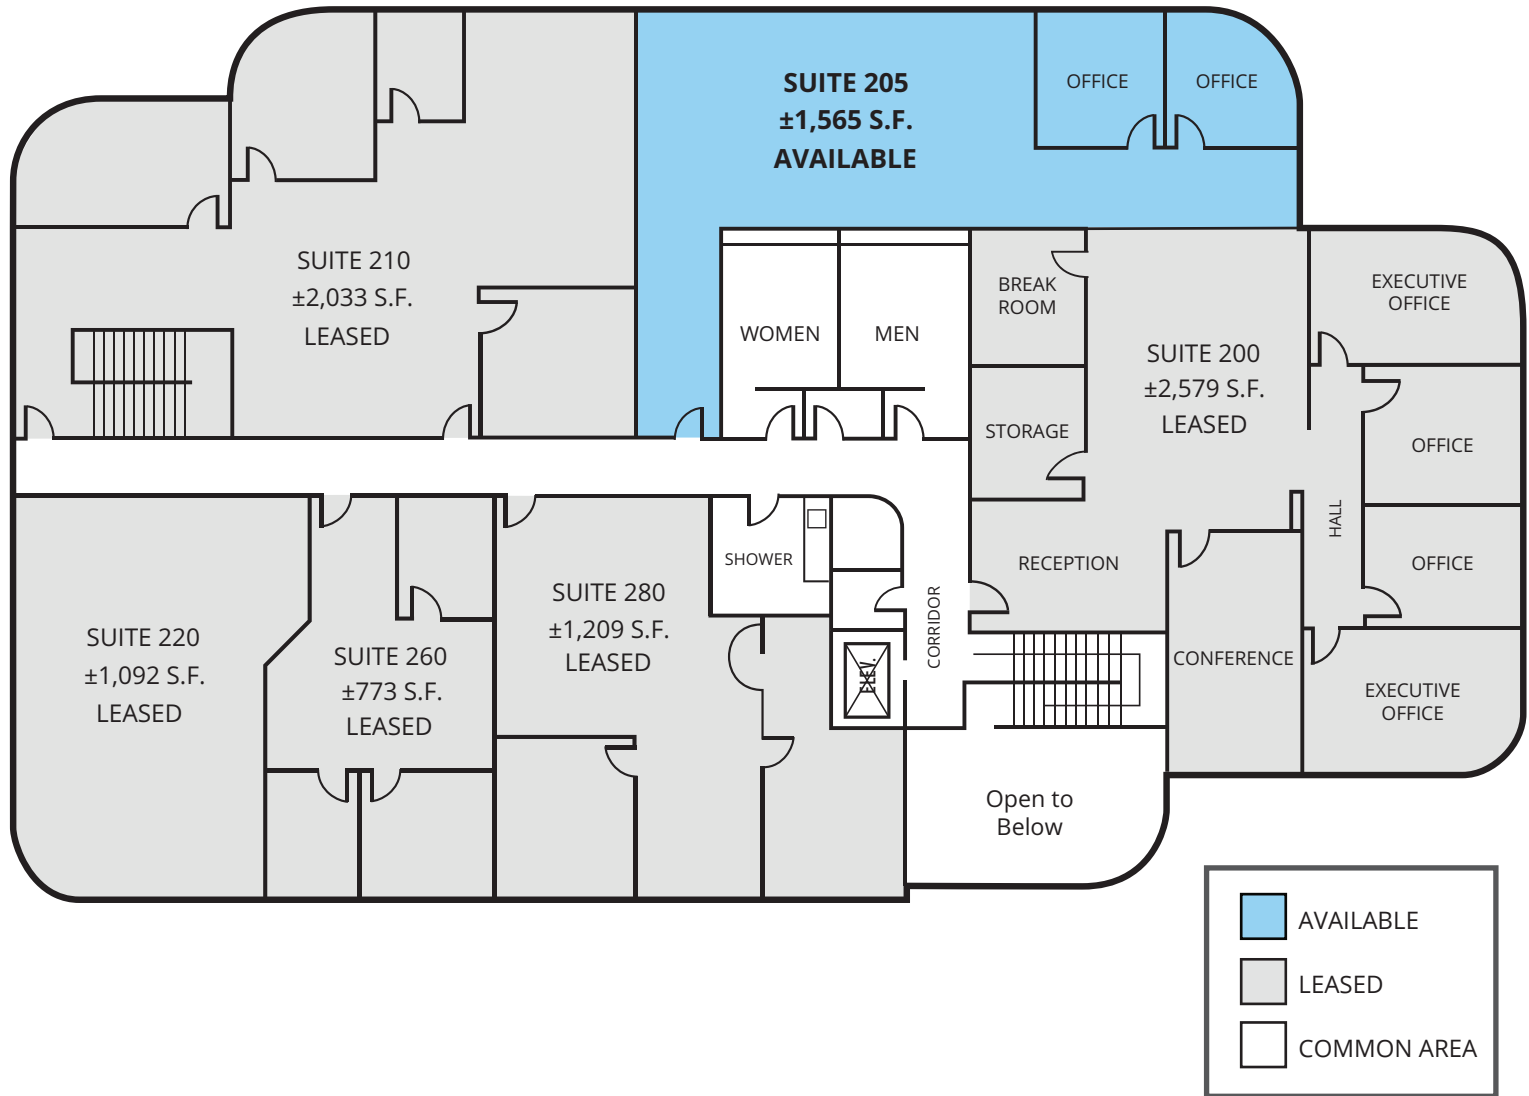 SUITE 205
±1,565 S.F.
AVAILABLE
OFFICE
OFFICE
SUITE 210
±2,033 S.F.
LEASED
WOMEN
MEN
BREAK
ROOM
STORAGE
SUITE 200
±2,579 S.F.
LEASED
EXECUTIVE
OFFICE
OFFICE
HALL
OFFICE
RECEPTION
CONFERENCE
EXECUTIVE
OFFICE
SHOWER
CORRIDOR
ELEV.
SUITE 220
±1,092 S.F.
LEASED
SUITE 260
±773 S.F.
LEASED
SUITE 280
±1,209 S.F.
LEASED
Open to
Below
AVAILABLE
LEASED
COMMON AREA